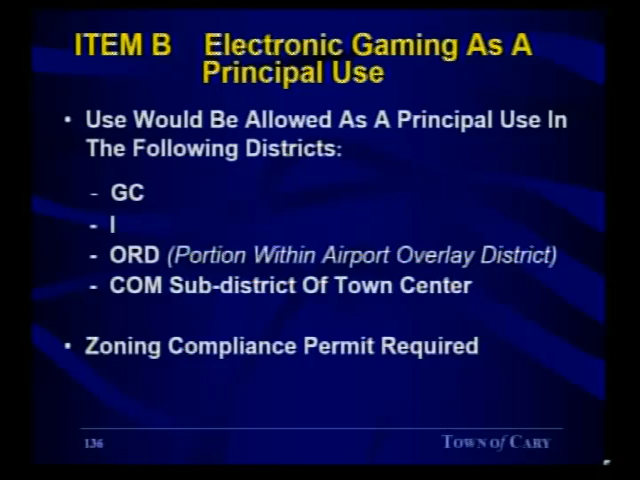 ITEM B Electronic Gaming As A
Principal Use
• Use Would Be Allowed As A Principal Use In
The Following Districts:
- GC
- I
- ORD (Portion Within Airport Overlay District)
- COM Sub-district Of Town Center
• Zoning Compliance Permit Required
136
TOWN of CARY